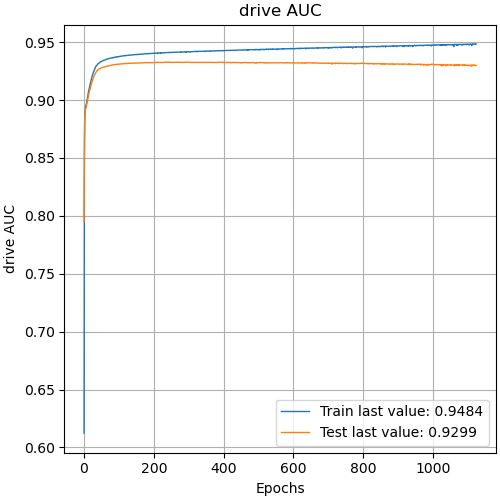 drive AUC
0.95
0.90
0.85
0.80
0.75
0.70
0.65
0.60
drive AUC
Train last value: 0.9484
Test last value: 0.9299
0 200 400 600 800 1000
Epochs